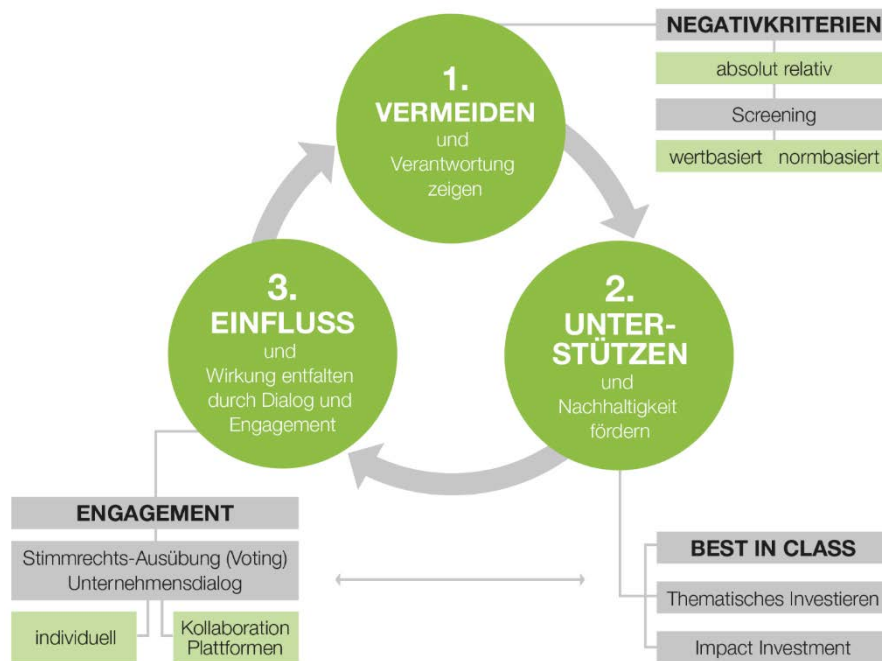 1.
VERMEIDEN
und
Verantwortung
zeigen
NEGATIVKRITERIEN
absolut relativ
Screening
wertbasiert normbasiert
2.
UNTER-
STÜTZEN
und
Nachhaltigkeit
fördern
BEST IN CLASS
Thematisches Investieren
Impact Investment
3.
EINFLUSS
und
Wirkung entfalten
durch Dialog und
Engagement
ENGAGEMENT
Stimmrechts-Ausübung (Voting)
Unternehmensdialog
individuell
Kollaboration
Plattformen